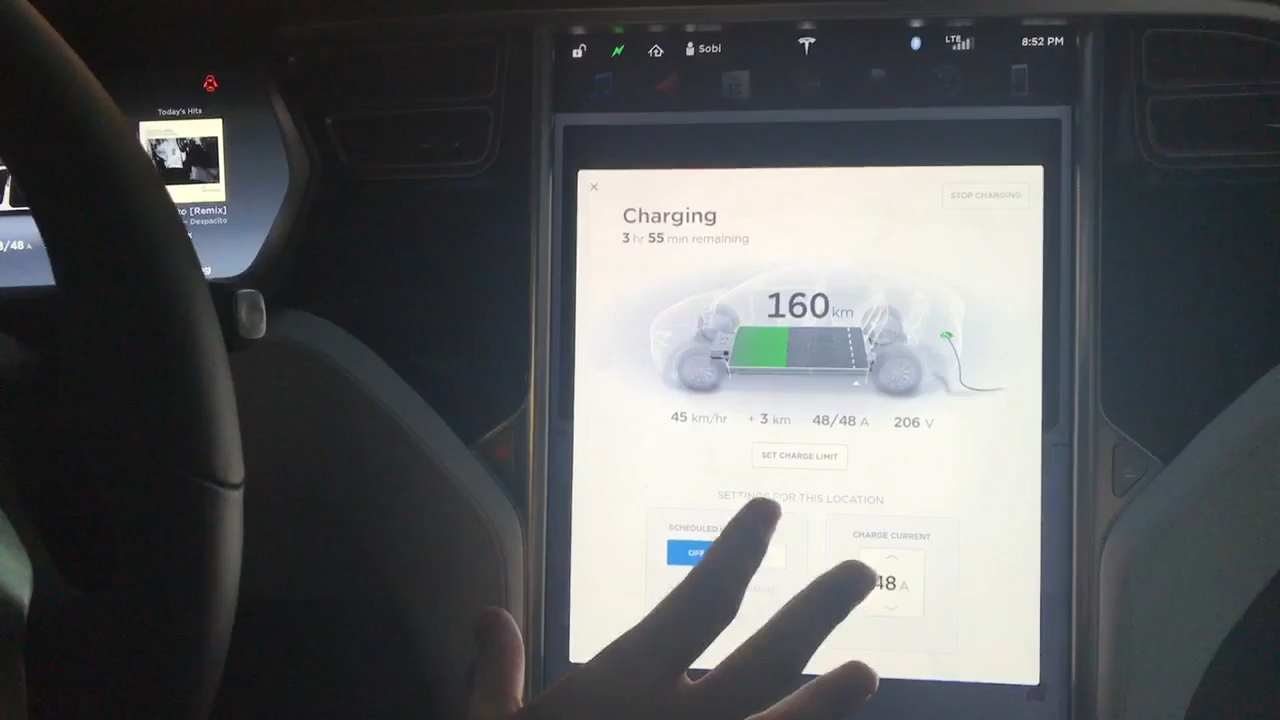 Sobi
LTE
8:52 PM
Today's Hits
o [Remix]
– Despacito
/48 A
STOP CHARGING
Charging
3 hr 55 min remaining
160 km
45 km/hr
+ 3 km
48/48 A
206 V
SET CHARGE LIMIT
SETTINGS FOR THIS LOCATION
SCHEDULED
OFF
CHARGE CURRENT
48 A